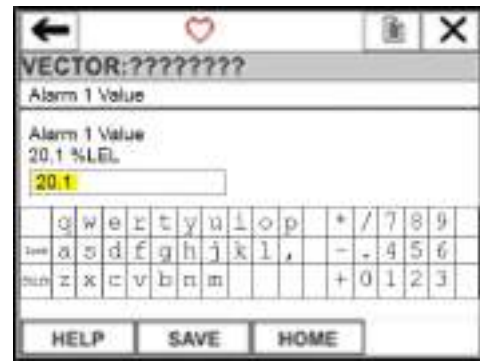 VECTOR:????????
Alarm 1 Value
Alarm 1 Value
20.1 %LEL
20.1
q w e r t y u i o p * / 7 8 9
a s d f g h j k l , - . 4 5 6
z x c v b n m + 0 1 2 3
HELP SAVE HOME